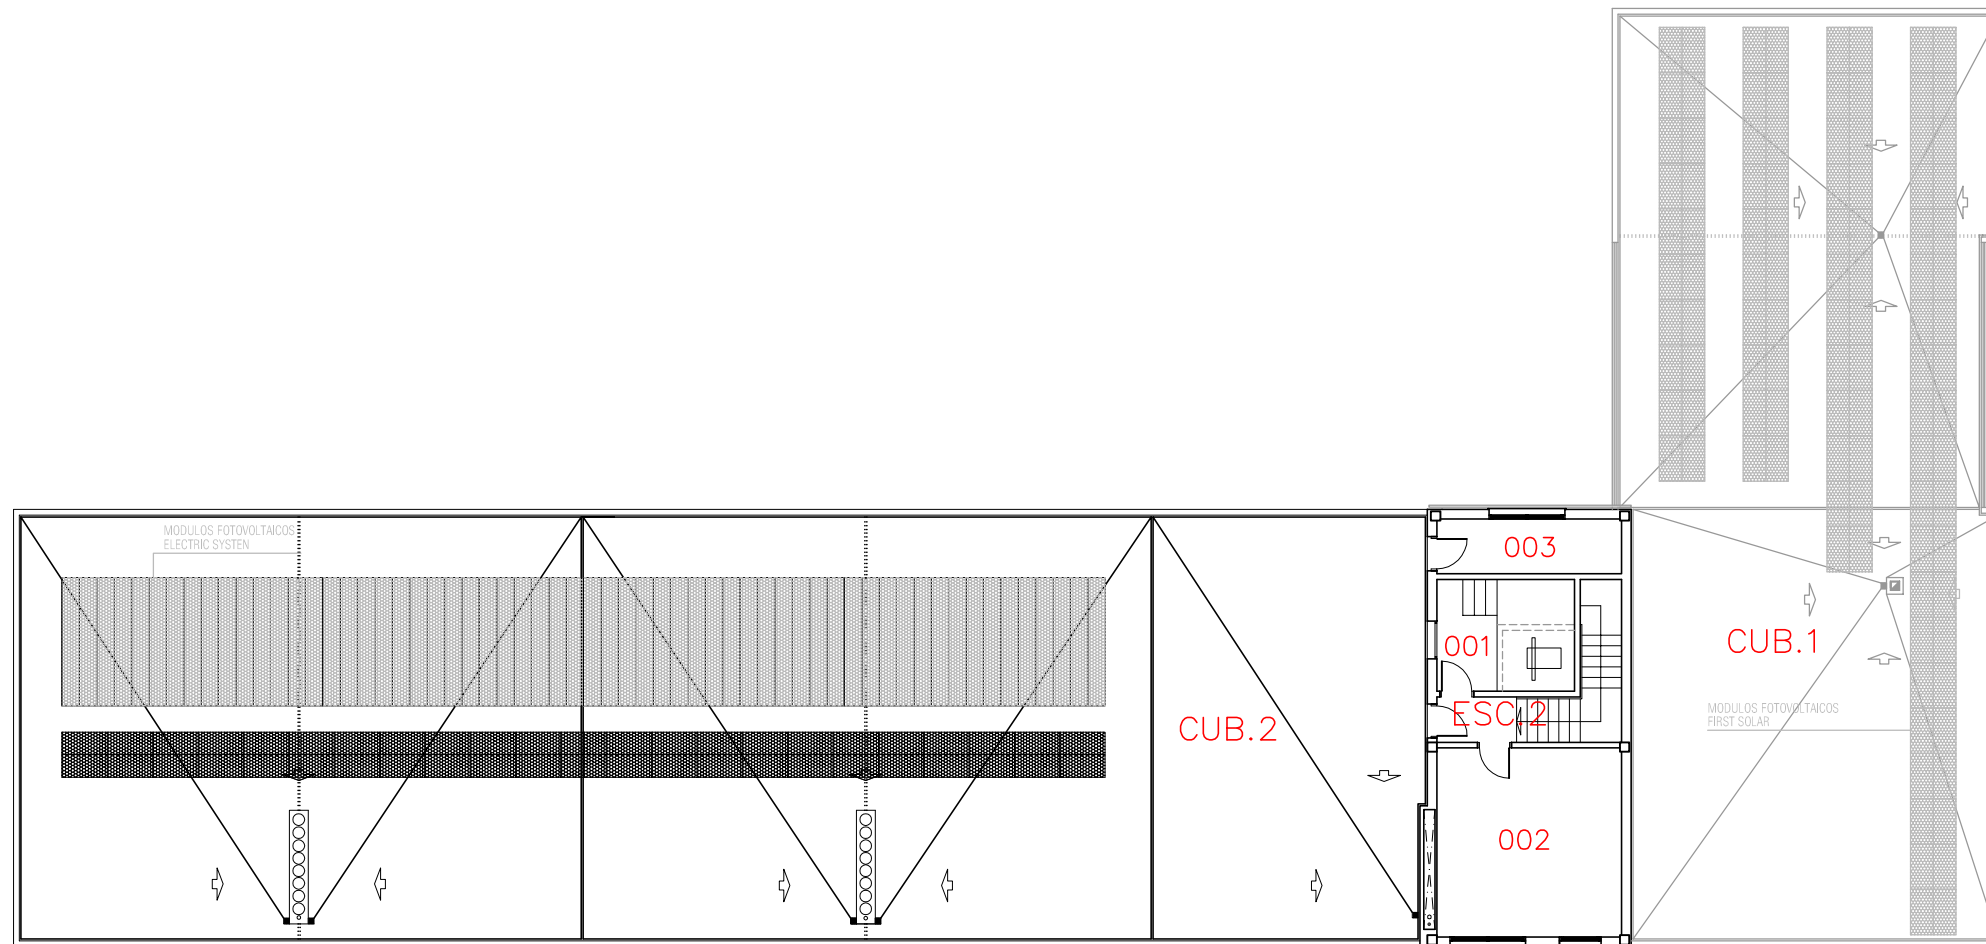 MODULOS FOTOVOLTAICOS
ELECTRIC SYSTEN
003
001
CUB.1
ESC.2
CUB.2
MODULOS FOTOVOLTAICOS
FIRST SOLAR
002